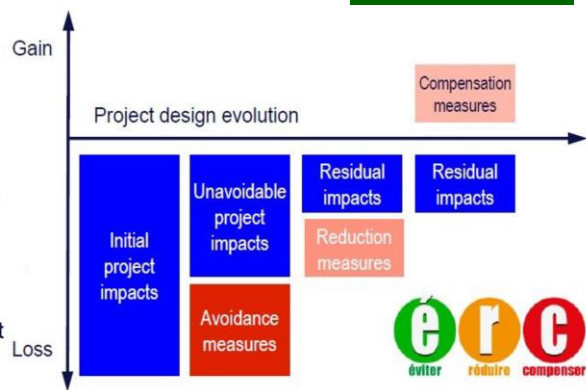 Gain
Compensation
measures
Project design evolution
Initial
project
impacts
Unavoidable
project
impacts
Residual
impacts
Residual
impacts
Reduction
measures
Avoidance
measures
t
Loss
é r c
éviter réduire compenser